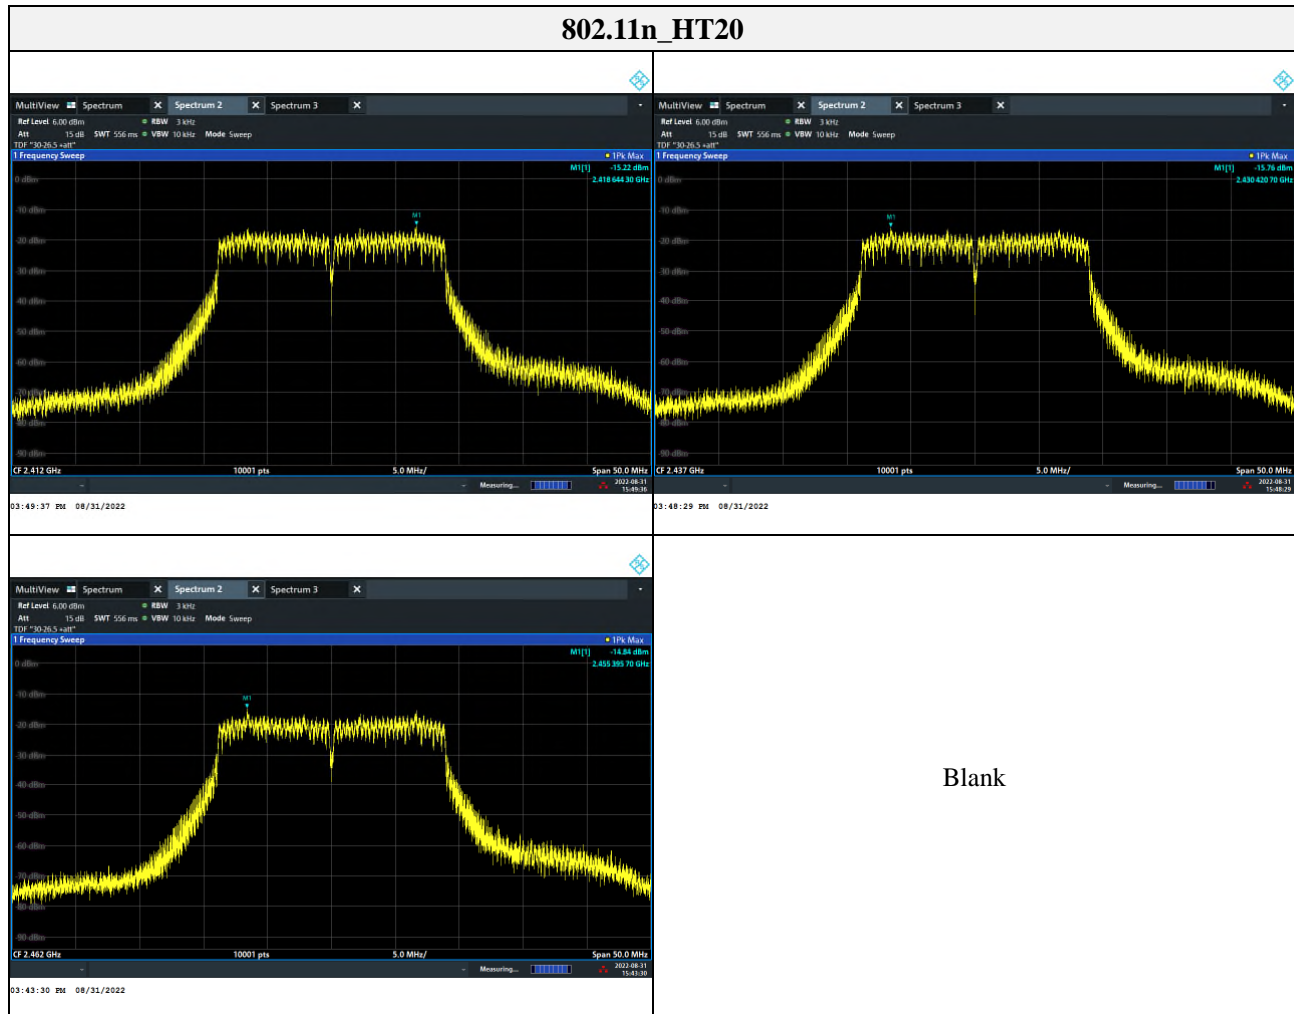 802.11n_HT20
MultiView Spectrum Spectrum 2 Spectrum 3
Ref Level 6.00 dBm RBW 3 kHz
Att 15 dB SWT 556 ms VBW 10 kHz Mode Sweep
TDF "30-26.5 +att"
1 Frequency Sweep 1Pk Max
M1[1] -15.22 dBm
2.418 644 30 GHz
0 dBm
M1
-10 dBm
-20 dBm
-30 dBm
-40 dBm
-50 dBm
-60 dBm
-70 dBm
-80 dBm
-90 dBm
CF 2.412 GHz 10001 pts 5.0 MHz/ Span 50.0 MHz
Measuring... 2022-08-31
15:49:36
03:49:37 PM 08/31/2022
MultiView Spectrum Spectrum 2 Spectrum 3
Ref Level 6.00 dBm RBW 3 kHz
Att 15 dB SWT 556 ms VBW 10 kHz Mode Sweep
TDF "30-26.5 +att"
1 Frequency Sweep 1Pk Max
M1[1] -15.76 dBm
2.430 420 70 GHz
0 dBm
-10 dBm
M1
-20 dBm
-30 dBm
-40 dBm
-50 dBm
-60 dBm
-70 dBm
-80 dBm
-90 dBm
CF 2.437 GHz 10001 pts 5.0 MHz/ Span 50.0 MHz
Measuring... 2022-08-31
15:48:29
03:48:29 PM 08/31/2022
MultiView Spectrum Spectrum 2 Spectrum 3
Ref Level 6.00 dBm RBW 3 kHz
Att 15 dB SWT 556 ms VBW 10 kHz Mode Sweep
TDF "30-26.5 +att"
1 Frequency Sweep 1Pk Max
M1[1] -14.84 dBm
2.455 395 70 GHz
0 dBm
-10 dBm
M1
-20 dBm
-30 dBm
-40 dBm
-50 dBm
-60 dBm
-70 dBm
-80 dBm
-90 dBm
CF 2.462 GHz 10001 pts 5.0 MHz/ Span 50.0 MHz
Measuring... 2022-08-31
15:43:30
03:43:30 PM 08/31/2022
Blank